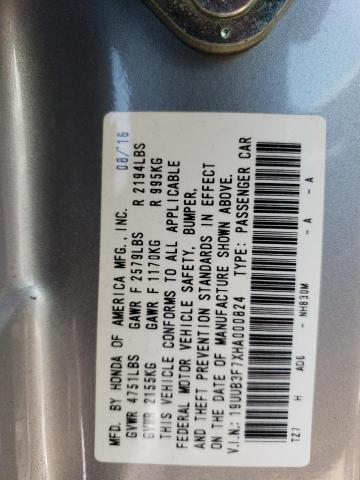 MFD. BY HONDA OF AMERICA MFG., INC. 08/'16
GVWR 4751LBS GAWR F 2579LBS R 2194LBS
GVWR 2155KG GAWR F 1170KG R 995KG
THIS VEHICLE CONFORMS TO ALL APPLICABLE
FEDERAL MOTOR VEHICLE SAFETY, BUMPER,
AND THEFT PREVENTION STANDARDS IN EFFECT
ON DATE OF MANUFACTURE SHOWN ABOVE.
V.I.N.: 19UUB3F7XHA000824 TYPE: PASSENGER CAR
TZ7 H AD6 - NH830M - A - A